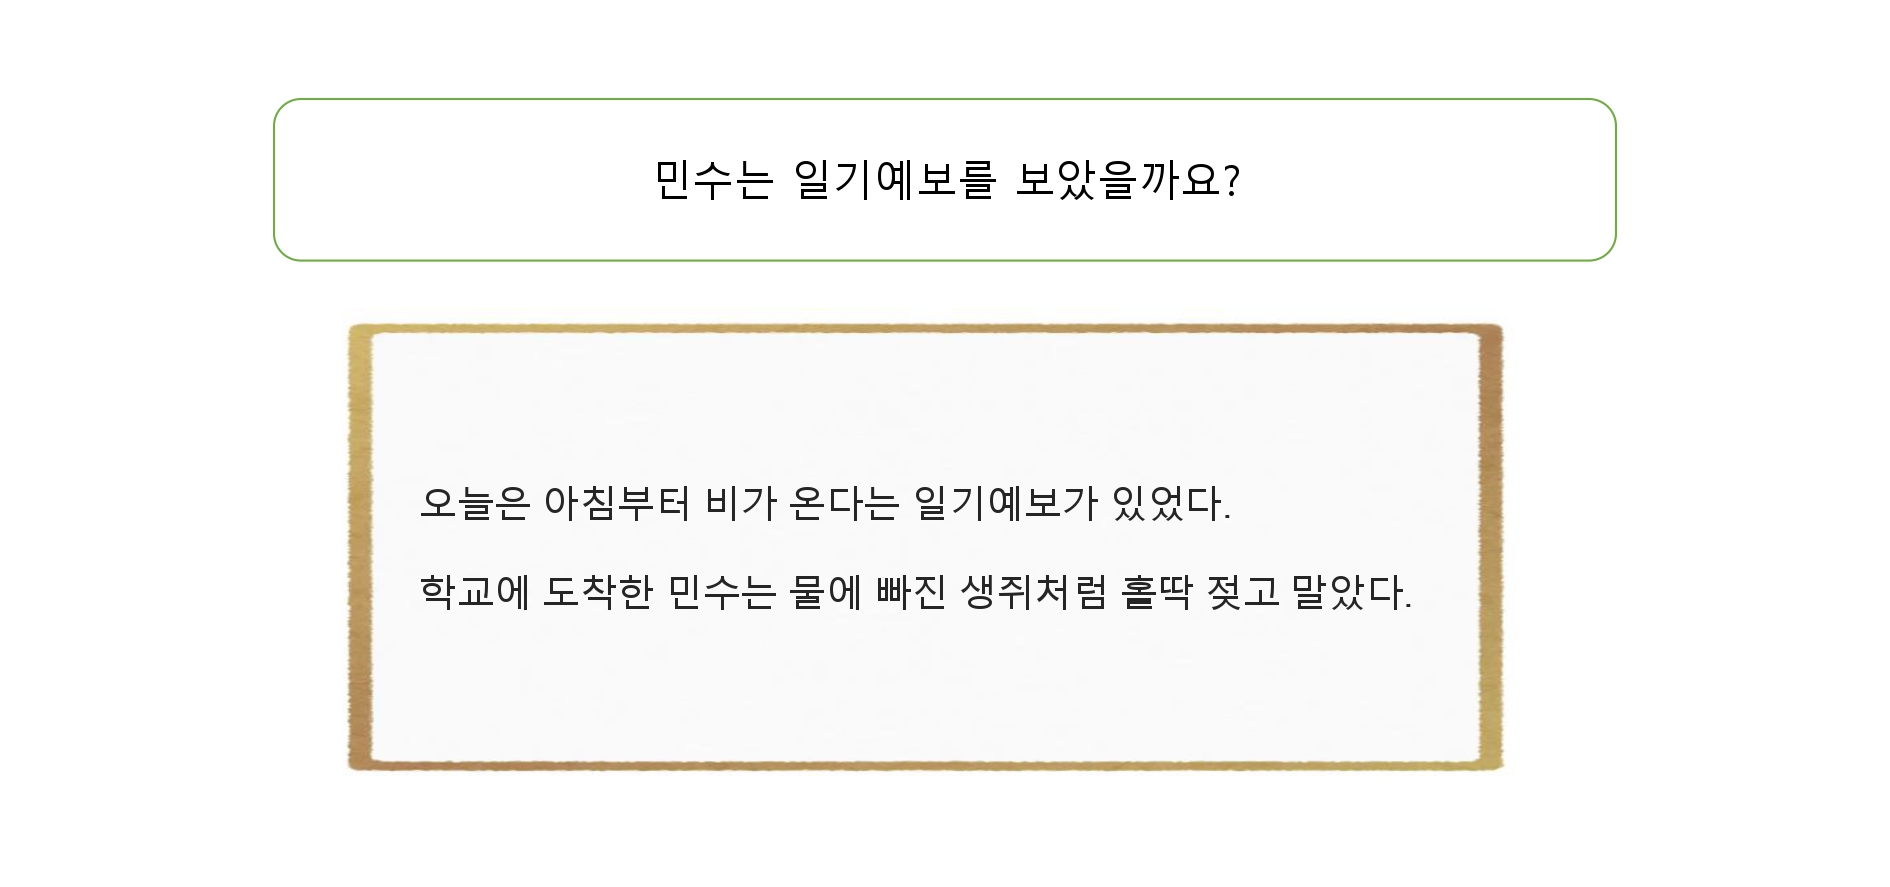 민수는 일기예보를 보았을까요?
오늘은 아침부터 비가 온다는 일기예보가 있었다.
학교에 도착한 민수는 물에 빠진 생쥐처럼 홀딱 젖고 말았다.